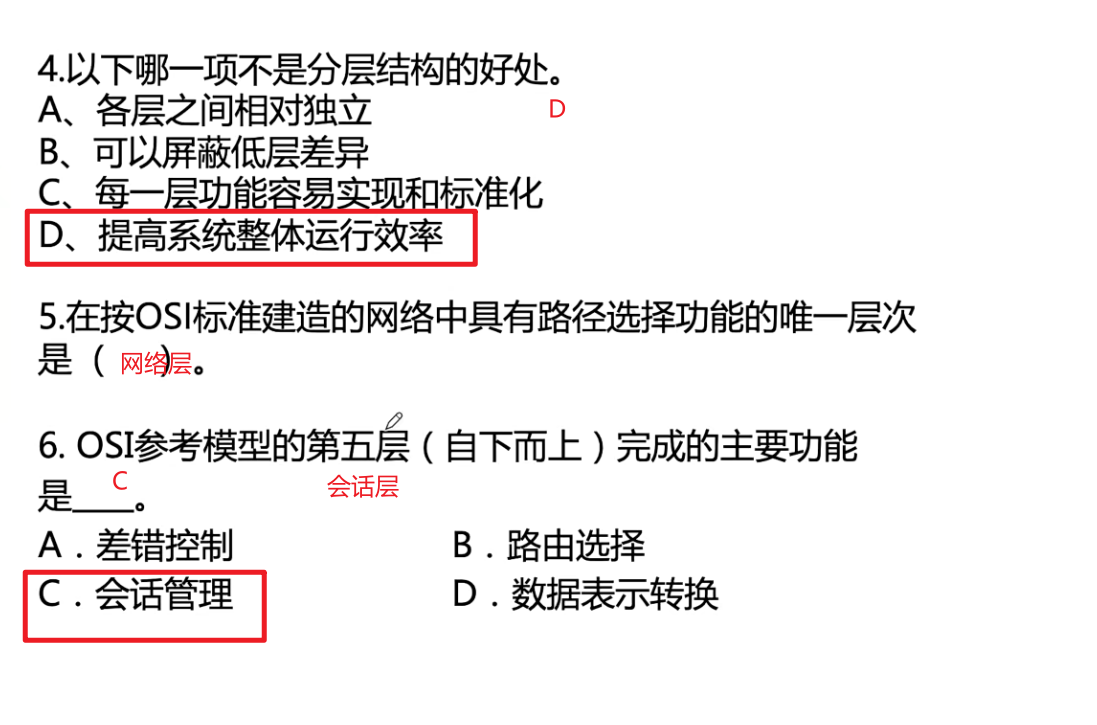 4.以下哪一项不是分层结构的好处。
A、各层之间相对独立
D
B、可以屏蔽低层差异
C、每一层功能容易实现和标准化
D、提高系统整体运行效率
5.在按OSI标准建造的网络中具有路径选择功能的唯一层次
是（ 网络层）。
6. OSI参考模型的第五层（自下而上）完成的主要功能
是____。 C 会话层
A．差错控制 B．路由选择
C．会话管理 D．数据表示转换